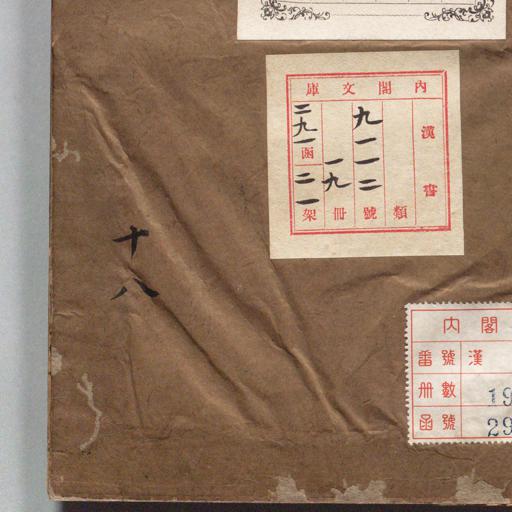 庫文閣內
漢書
類
九一一二號
一九冊
二九一函
二一架
十八
內閣
番號 漢
冊數 19
函號 29